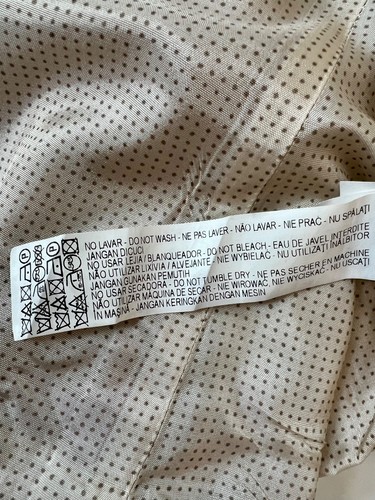 NO LAVAR - DO NOT WASH - NE PAS LAVER - NÃO LAVAR - NIE PRAĆ - NU SPĂLAȚI
JANGAN DICUCI
NO USAR LEJÍA / BLANQUEADOR - DO NOT BLEACH - EAU DE JAVEL INTERDITE
NÃO UTILIZAR LIXIVIA / ALVEJANTE - NIE WYBIELAĆ - NU UTILIZAȚI ÎNĂLBITOR
JANGAN GUNAKAN PEMUTIH
NO USAR SECADORA - DO NOT TUMBLE DRY - NE PAS SECHER EN MACHINE
NÃO UTILIZAR MÁQUINA DE SECAR - NIE WIROWAĆ, NIE WYCISKAĆ - NU USCAȚI
ÎN MAȘINĂ - JANGAN KERINGKAN DENGAN MESIN